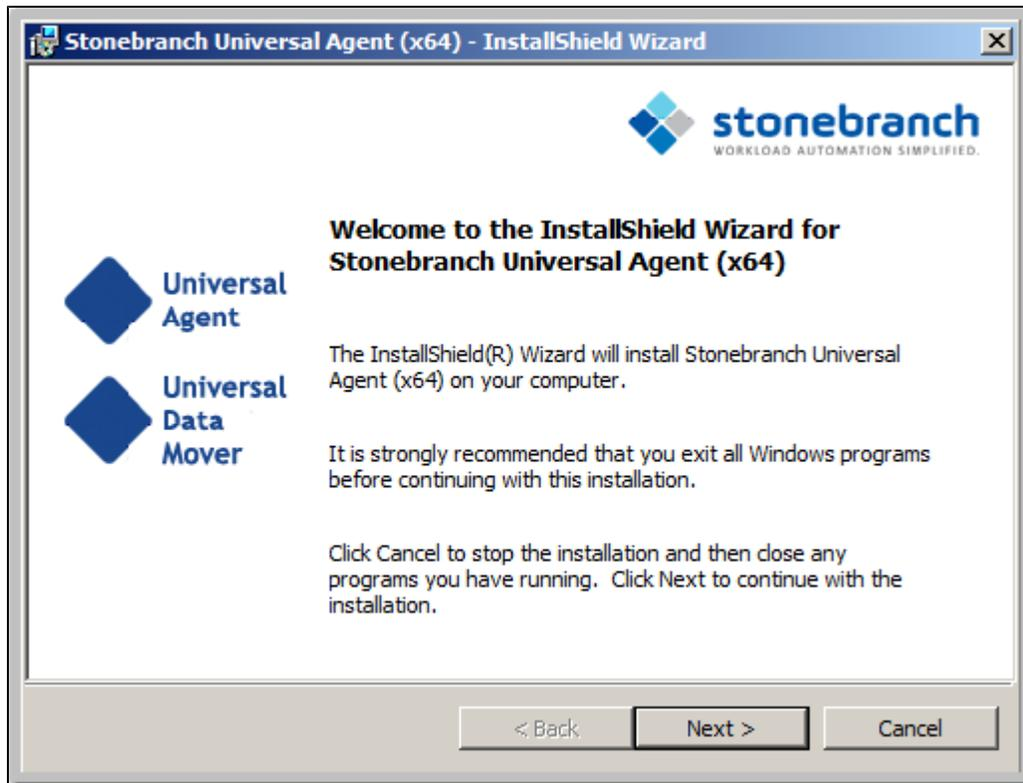 Stonebranch Universal Agent (x64) - InstallShield Wizard
stonebranch
WORKLOAD AUTOMATION SIMPLIFIED.
Welcome to the InstallShield Wizard for
Stonebranch Universal Agent (x64)
Universal
Agent
Universal
Data
Mover
The InstallShield(R) Wizard will install Stonebranch Universal
Agent (x64) on your computer.
It is strongly recommended that you exit all Windows programs
before continuing with this installation.
Click Cancel to stop the installation and then close any
programs you have running.  Click Next to continue with the
installation.
< Back
Next >
Cancel